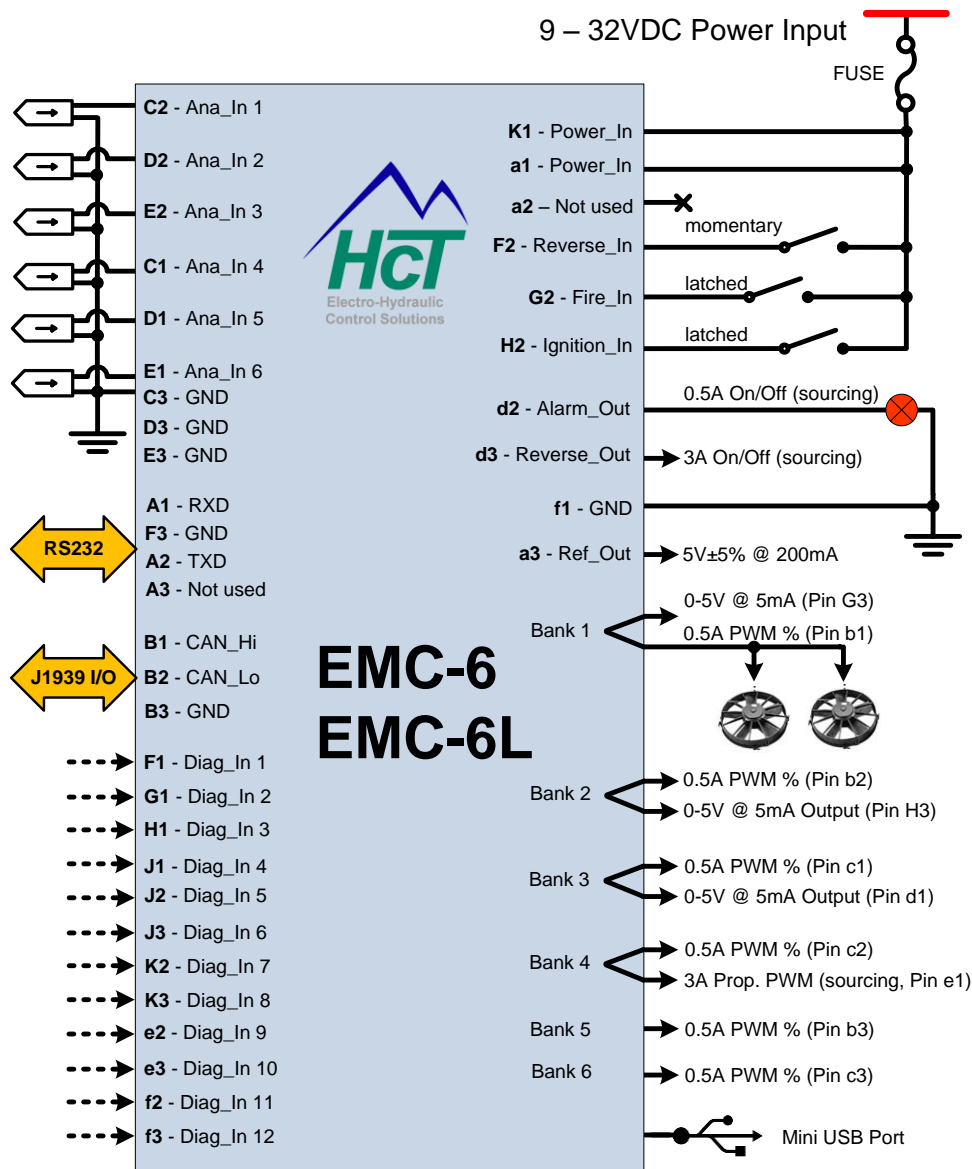 9 – 32VDC Power Input
FUSE
C2 - Ana_In 1
D2 - Ana_In 2
E2 - Ana_In 3
C1 - Ana_In 4
D1 - Ana_In 5
E1 - Ana_In 6
C3 - GND
D3 - GND
E3 - GND
HCT
Electro-Hydraulic
Control Solutions
K1 - Power_In
a1 - Power_In
a2 – Not used
momentary
F2 - Reverse_In
latched
G2 - Fire_In
latched
H2 - Ignition_In
0.5A On/Off (sourcing)
d2 - Alarm_Out
d3 - Reverse_Out
3A On/Off (sourcing)
f1 - GND
a3 - Ref_Out
5V±5% @ 200mA
RS232
A1 - RXD
F3 - GND
A2 - TXD
A3 - Not used
J1939 I/O
B1 - CAN_Hi
B2 - CAN_Lo
B3 - GND
EMC-6
EMC-6L
Bank 1
0-5V @ 5mA (Pin G3)
0.5A PWM % (Pin b1)
Bank 2
0.5A PWM % (Pin b2)
0-5V @ 5mA Output (Pin H3)
Bank 3
0.5A PWM % (Pin c1)
0-5V @ 5mA Output (Pin d1)
Bank 4
0.5A PWM % (Pin c2)
3A Prop. PWM (sourcing, Pin e1)
Bank 5
0.5A PWM % (Pin b3)
Bank 6
0.5A PWM % (Pin c3)
Mini USB Port
F1 - Diag_In 1
G1 - Diag_In 2
H1 - Diag_In 3
J1 - Diag_In 4
J2 - Diag_In 5
J3 - Diag_In 6
K2 - Diag_In 7
K3 - Diag_In 8
e2 - Diag_In 9
e3 - Diag_In 10
f2 - Diag_In 11
f3 - Diag_In 12